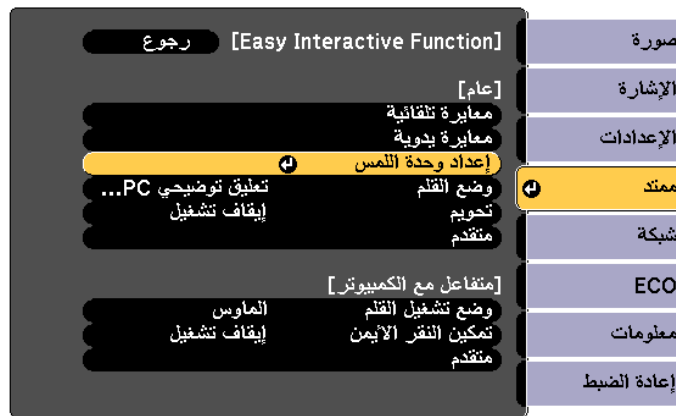 صورة
الإشارة
الإعدادات
ممتد
شبكة
ECO
معلومات
إعادة الضبط
[Easy Interactive Function] رجوع
[عام]
معايرة تلقائية
معايرة يدوية
إعداد وحدة اللمس
وضع القلم تعليق توضيحي PC...
تحويم إيقاف تشغيل
متقدم
[متفاعل مع الكمبيوتر]
وضع تشغيل القلم الماوس
تمكين النقر الأيمن إيقاف تشغيل
متقدم